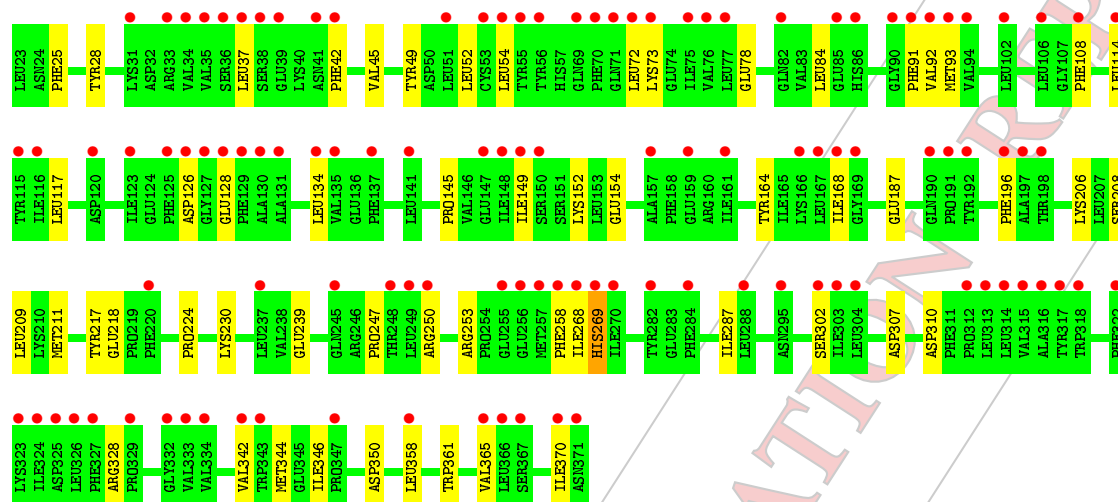 LEU23 ASN24 PHE25 TYR28 LYS31 ASP32 ARG33 VAL34 VAL35 SER36 LEU37 SER38 GLU39 LYS40 ASN41 PHE42 VAL45 TYR49 ASP50 LEU51 LEU52 CYS53 LEU54 TYR55 TYR56 HIS57 GLN69 PHE70 GLN71 LEU72 LYS73 GLU74 ILE75 VAL76 LEU77 GLU78 GLN82 VAL83 LEU84 GLU85 HIS86 GLY90 PHE91 VAL92 MET93 VAL94 LEU102 LEU106 GLY107 PHE108
TYR115 ILE116 LEU117 ASP120 ILE123 GLU124 PHE125 ASP126 GLY127 GLU128 PHE129 ALA130 ALA131 LEU134 VAL135 GLU136 PHE137 LEU141 PRO145 VAL146 GLU147 ILE148 ILE149 SER150 SER151 LYS152 LEU153 GLU154 ALA157 PHE158 GLU159 ARG160 ILE161 TYR164 ILE165 LYS166 LEU167 ILE168 GLY169 GLU187 GLN190 PRO191 TYR192 PHE196 ALA197 THR198 LYS206 LEU207 SER208
LEU209 LYS210 MET211 TYR217 GLU218 PRO219 PHE220 PRO224 LYS230 LEU237 VAL238 GLU239 GLN245 ARG246 PRO247 THR248 LEU249 ARG250 ARG253 PRO254 GLU255 GLU256 MET257 PHE258 ILE268 HIS269 ILE270 TYR282 GLU283 PHE284 ILE287 LEU288 ASN295 SER302 ILE303 LEU304 ASP307 ASP310 PHE311 PRO312 LEU313 LEU314 VAL315 ALA316 TYR317 TRP318
LYS323 ILE324 ASP325 LEU326 PHE327 ARG328 PRO329 GLY332 VAL333 VAL334 VAL342 TRP343 MET344 GLU345 ILE346 PRO347 ASP350 LEU358 TRP361 VAL365 LEU366 SER367 ILE370 ASN371